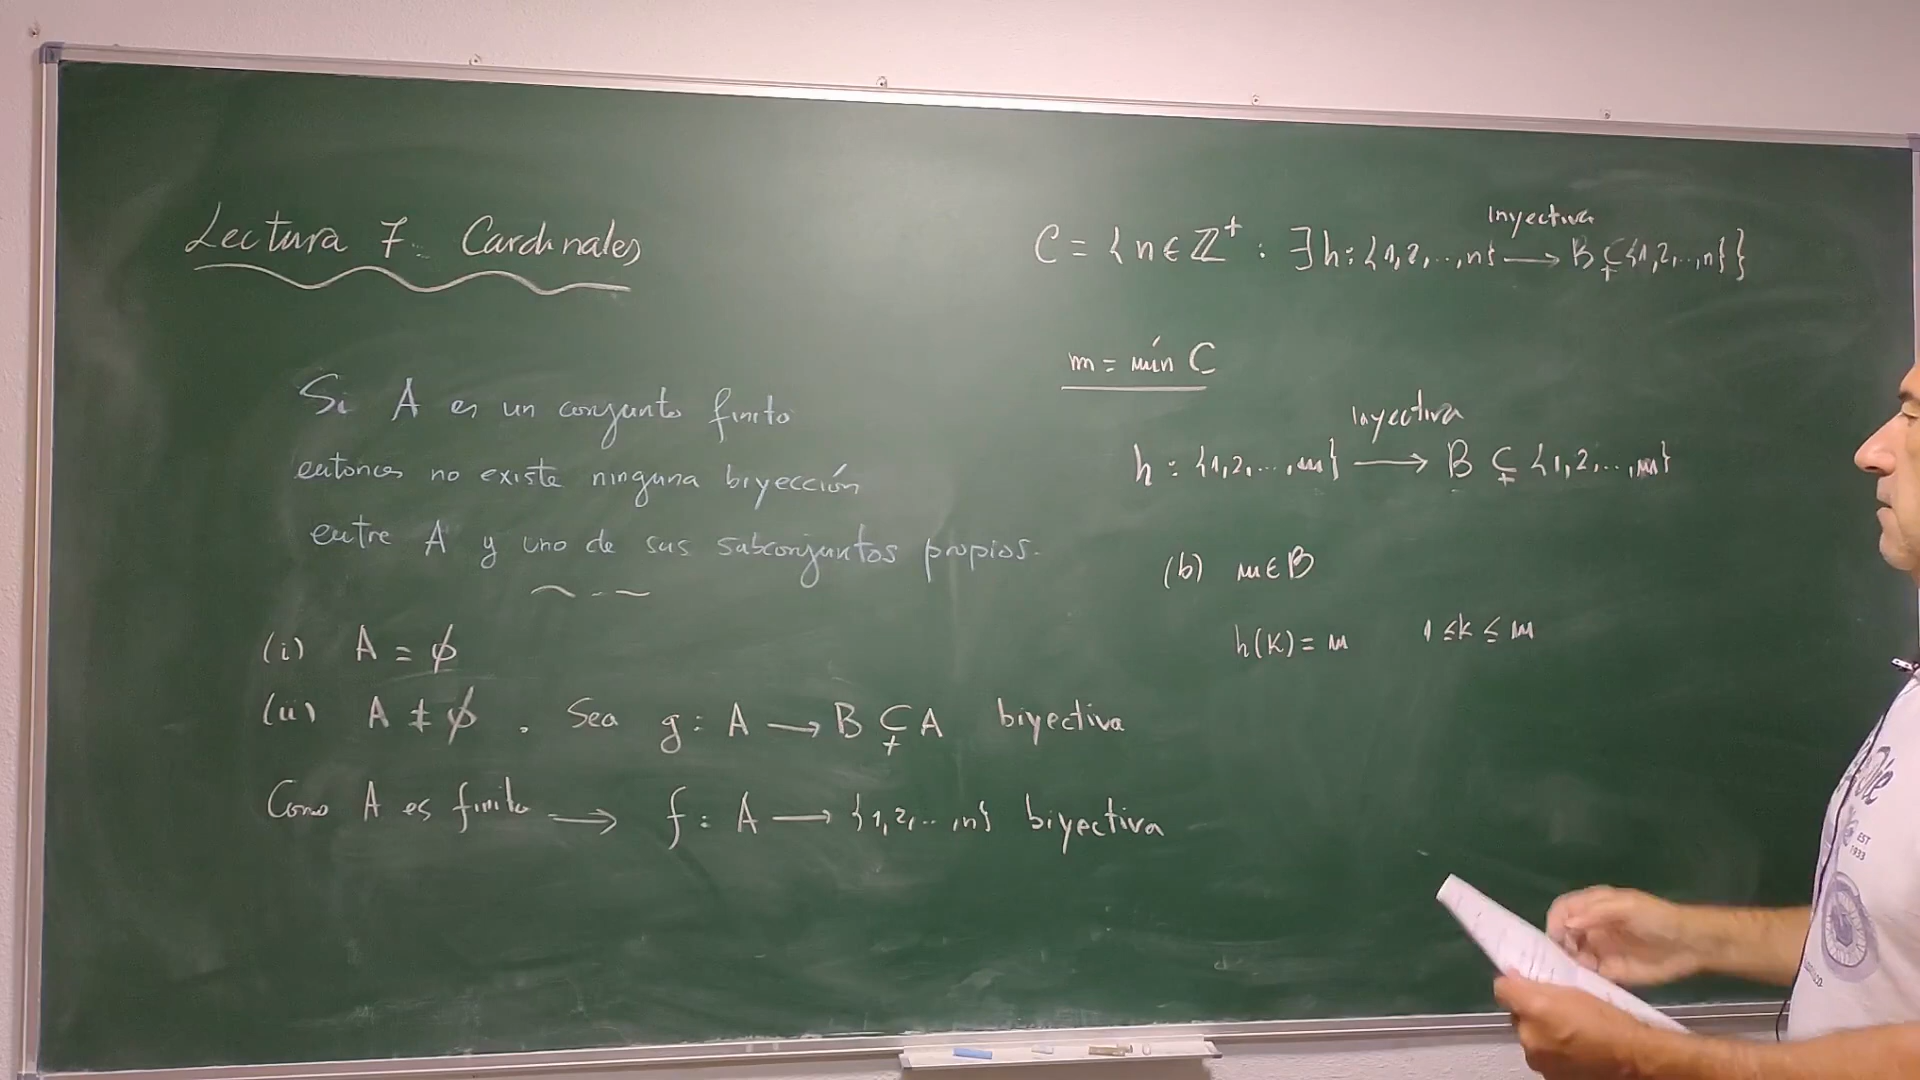 Lectura 7. Cardinales
Si A es un conjunto finito
entonces no existe ninguna biyección
entre A y uno de sus subconjuntos propios.
(i) A = ∅
(ii) A ≠ ∅. Sea g: A ⟶ B ⊊ A biyectiva
Como A es finito ⟹ f: A ⟶ {1,2,..,n} biyectiva
C = {n ∈ ℤ⁺ : ∃ h: {1,2,..,n} ⟶ B ⊊ {1,2,..,n}}
inyectiva
m = mín C
inyectiva
h: {1,2,...,m} ⟶ B ⊊ {1,2,...,m}
(b) m ∈ B
h(k) = m 1 ≤ k ≤ m
EST
1933